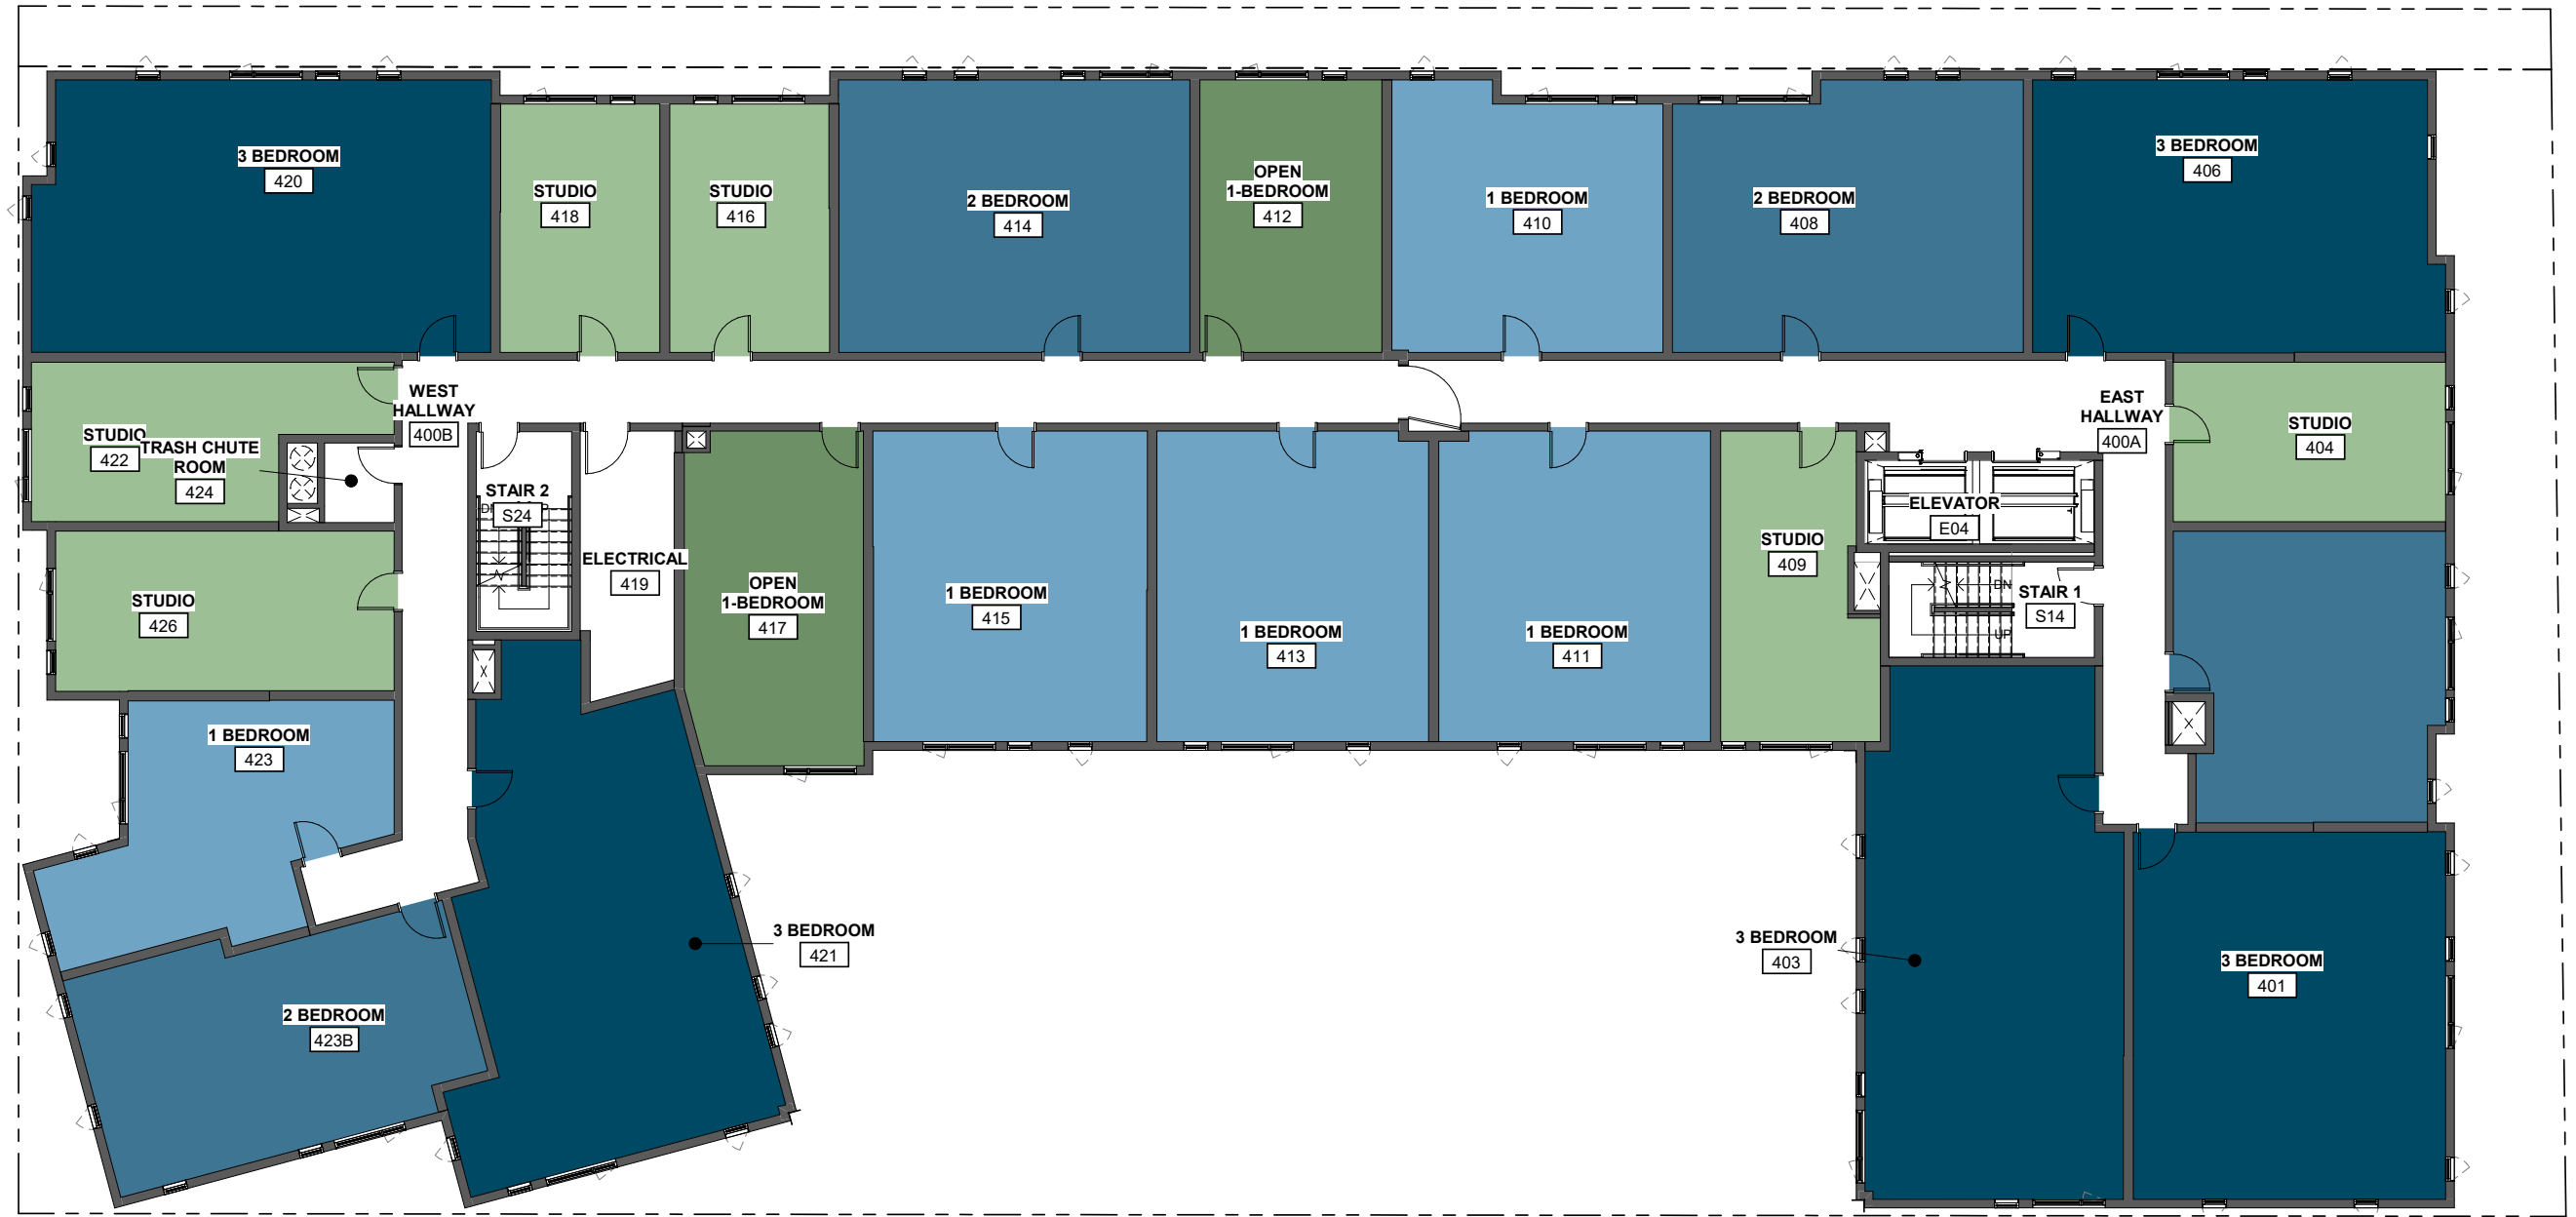 3 BEDROOM
420
STUDIO
418
STUDIO
416
2 BEDROOM
414
OPEN
1-BEDROOM
412
1 BEDROOM
410
2 BEDROOM
408
3 BEDROOM
406
WEST
HALLWAY
400B
EAST
HALLWAY
400A
STUDIO
422
TRASH CHUTE
ROOM
424
STAIR 2
S24
ELECTRICAL
419
OPEN
1-BEDROOM
417
1 BEDROOM
415
1 BEDROOM
413
1 BEDROOM
411
STUDIO
409
ELEVATOR
E04
STUDIO
404
DN
STAIR 1
S14
UP
STUDIO
426
1 BEDROOM
423
2 BEDROOM
423B
3 BEDROOM
421
3 BEDROOM
403
3 BEDROOM
401